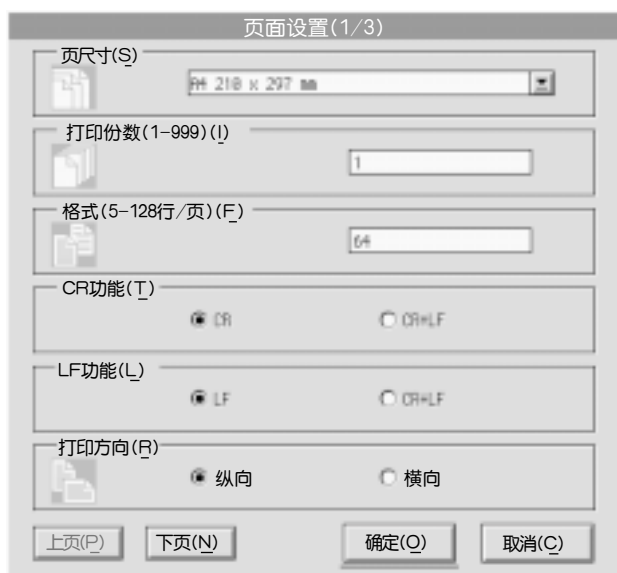 页面设置(1/3)
页尺寸(S)
A4 210 x 297 mm
打印份数(1-999)(I)
1
格式(5-128行/页)(F)
64
CR功能(T)
CR CR+LF
LF功能(L)
LF CR+LF
打印方向(R)
纵向 横向
上页(P) 下页(N) 确定(O) 取消(C)